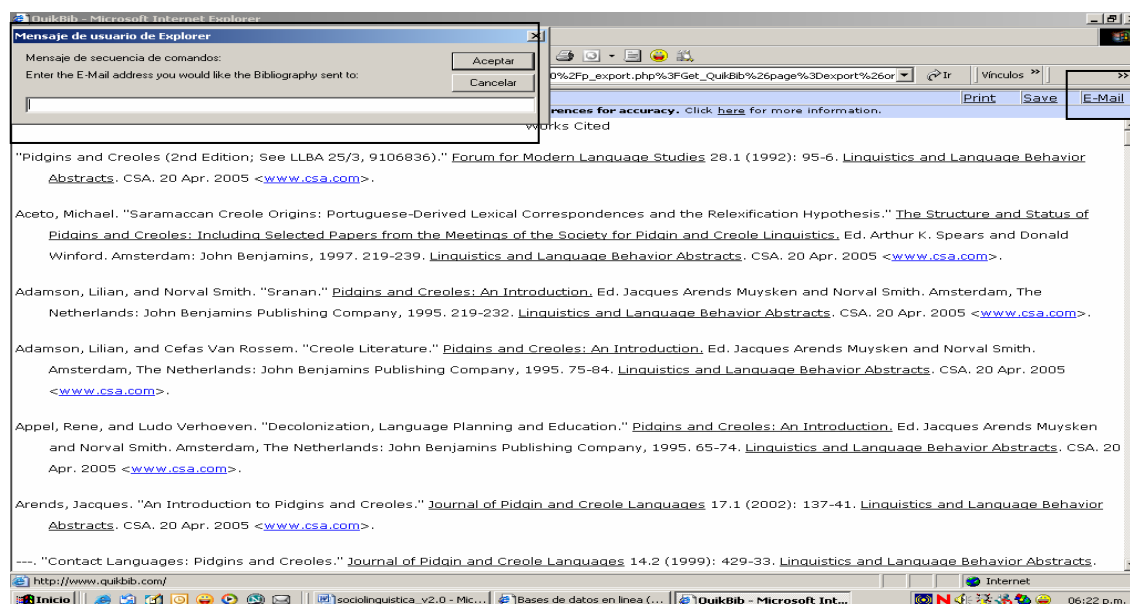 QuikBib - Microsoft Internet Explorer
Mensaje de usuario de Explorer
Mensaje de secuencia de comandos:
Enter the E-Mail address you would like the Bibliography sent to:
Aceptar
Cancelar
0%2Fp_export.php%3FGet_QuikBib%26page%3Dexport%26or
Ir
Vínculos »
»
Print Save E-Mail
rences for accuracy. Click here for more information.
Works Cited
"Pidgins and Creoles (2nd Edition; See LLBA 25/3, 9106836)." Forum for Modern Language Studies 28.1 (1992): 95-6. Linguistics and Language Behavior
Abstracts. CSA. 20 Apr. 2005 <www.csa.com>.
Aceto, Michael. "Saramaccan Creole Origins: Portuguese-Derived Lexical Correspondences and the Relexification Hypothesis." The Structure and Status of
Pidgins and Creoles: Including Selected Papers from the Meetings of the Society for Pidgin and Creole Linguistics. Ed. Arthur K. Spears and Donald
Winford. Amsterdam: John Benjamins, 1997. 219-239. Linguistics and Language Behavior Abstracts. CSA. 20 Apr. 2005 <www.csa.com>.
Adamson, Lilian, and Norval Smith. "Sranan." Pidgins and Creoles: An Introduction. Ed. Jacques Arends Muysken and Norval Smith. Amsterdam, The
Netherlands: John Benjamins Publishing Company, 1995. 219-232. Linguistics and Language Behavior Abstracts. CSA. 20 Apr. 2005 <www.csa.com>.
Adamson, Lilian, and Cefas Van Rossem. "Creole Literature." Pidgins and Creoles: An Introduction. Ed. Jacques Arends Muysken and Norval Smith.
Amsterdam, The Netherlands: John Benjamins Publishing Company, 1995. 75-84. Linguistics and Language Behavior Abstracts. CSA. 20 Apr. 2005
<www.csa.com>.
Appel, Rene, and Ludo Verhoeven. "Decolonization, Language Planning and Education." Pidgins and Creoles: An Introduction. Ed. Jacques Arends Muysken
and Norval Smith. Amsterdam, The Netherlands: John Benjamins Publishing Company, 1995. 65-74. Linguistics and Language Behavior Abstracts. CSA. 20
Apr. 2005 <www.csa.com>.
Arends, Jacques. "An Introduction to Pidgins and Creoles." Journal of Pidgin and Creole Languages 17.1 (2002): 137-41. Linguistics and Language Behavior
Abstracts. CSA. 20 Apr. 2005 <www.csa.com>.
---. "Contact Languages: Pidgins and Creoles." Journal of Pidgin and Creole Languages 14.2 (1999): 429-33. Linguistics and Language Behavior Abstracts.
http://www.quikbib.com/
Internet
Inicio
sociolinguistica_v2.0 - Mic...
Bases de datos en linea (...
QuikBib - Microsoft Int...
06:22 p.m.